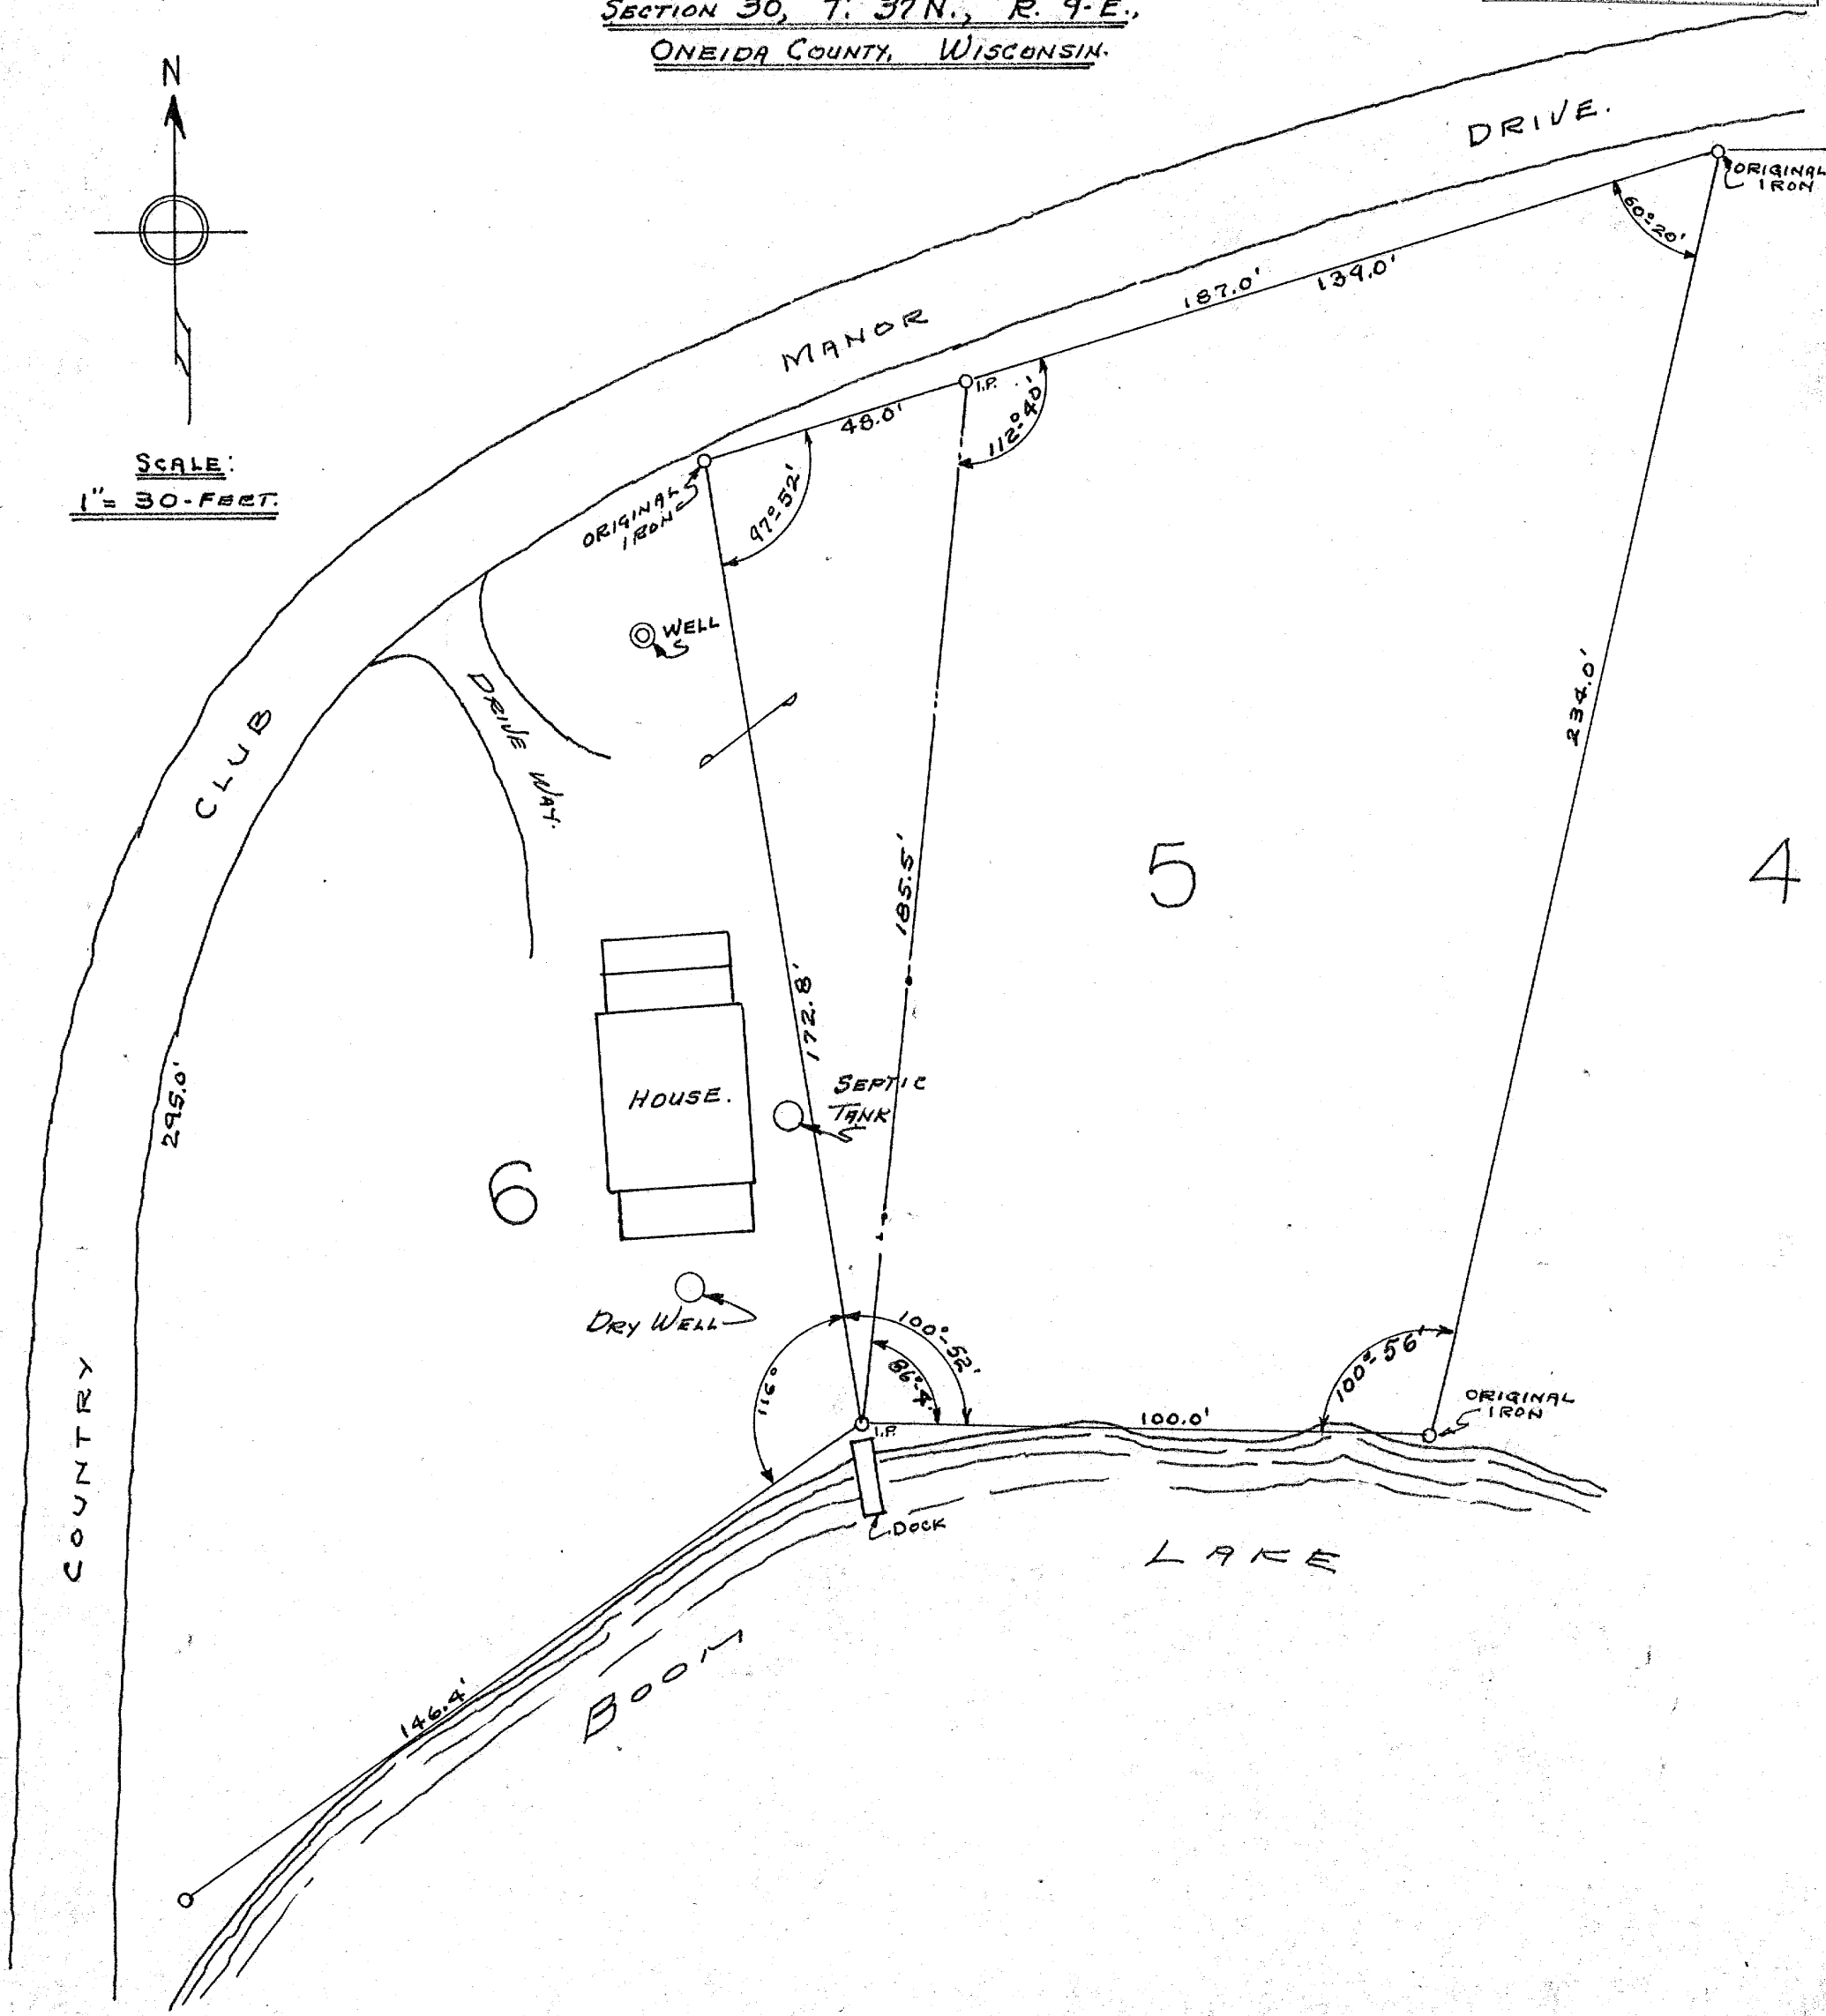 SECTION 30, T. 37 N., R. 9-E.,
ONEIDA COUNTY, WISCONSIN.
N
SCALE:
1"= 30-FEET.
DRIVE.
ORIGINAL
IRON
60°-20'
187.0'
139.0'
MANOR
I.P.
48.0'
112°-40'
ORIGINAL
IRON
97°-52'
WELL
DRIVE WAY.
234.0'
CLUB
185.5'
5
4
172.8'
295.0'
HOUSE.
SEPTIC
TANK
6
DRY WELL
100°-52'
86°-4'
116°
100°-56'
ORIGINAL
IRON
100.0'
I.P.
COUNTRY
DOCK
LAKE
BOOM
146.4'